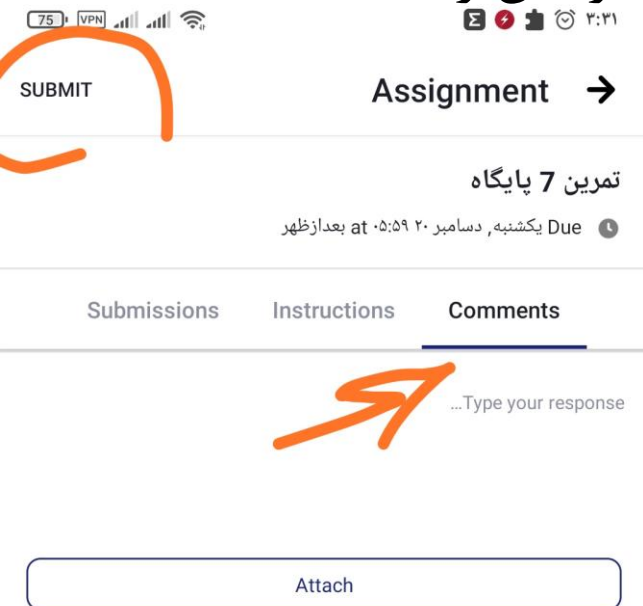 75 VPN ۳:۳۱
SUBMIT Assignment
تمرین 7 پایگاه
Due یکشنبه, دسامبر ۲۰ at ۰۵:۵۹ بعدازظهر
Submissions Instructions Comments
...Type your response
Attach